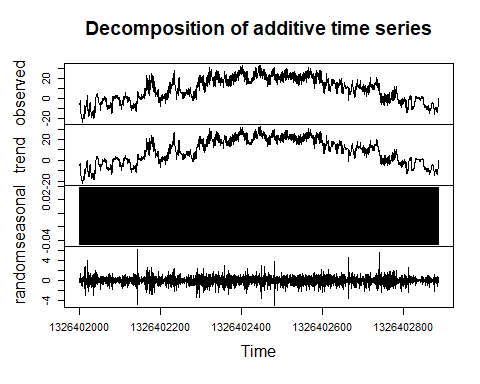 Decomposition of additive time series
observed
-20 0 20
trend
-20 0 20
seasonal
-0.04 0.02
random
-4 0 2 4
1326402000 1326402200 1326402400 1326402600 1326402800
Time